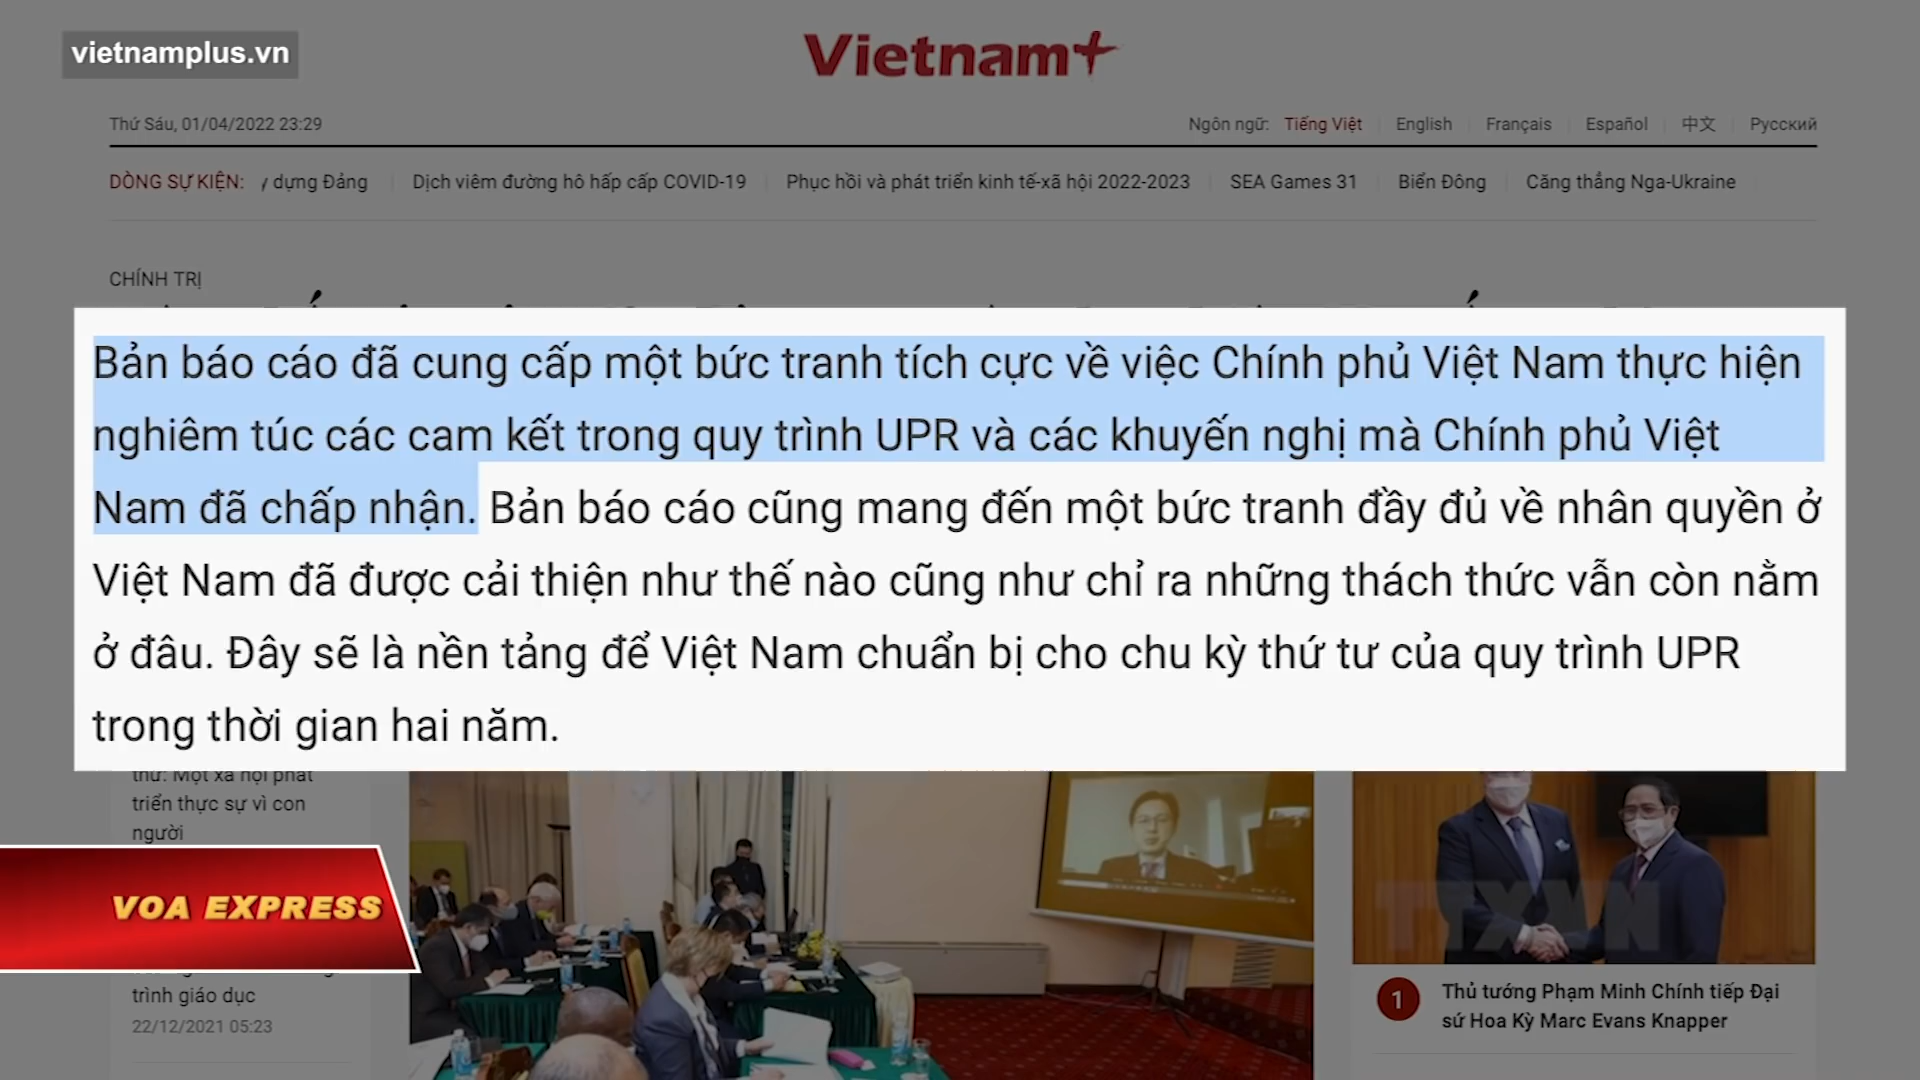 vietnamplus.vn
Vietnam+
Thứ Sáu, 01/04/2022 23:29
Ngôn ngữ: Tiếng Việt English Français Español 中文 Русский
DÒNG SỰ KIỆN: dựng Đảng Dịch viêm đường hô hấp cấp COVID-19 Phục hồi và phát triển kinh tế-xã hội 2022-2023 SEA Games 31 Biển Đông Căng thẳng Nga-Ukraine
CHÍNH TRỊ
Bản báo cáo đã cung cấp một bức tranh tích cực về việc Chính phủ Việt Nam thực hiện
nghiêm túc các cam kết trong quy trình UPR và các khuyến nghị mà Chính phủ Việt
Nam đã chấp nhận. Bản báo cáo cũng mang đến một bức tranh đầy đủ về nhân quyền ở
Việt Nam đã được cải thiện như thế nào cũng như chỉ ra những thách thức vẫn còn nằm
ở đâu. Đây sẽ là nền tảng để Việt Nam chuẩn bị cho chu kỳ thứ tư của quy trình UPR
trong thời gian hai năm.
thư: Một xã hội phát
triển thực sự vì con
người
VOA EXPRESS
trình giáo dục
22/12/2021 05:23
TTXVN
1
Thủ tướng Phạm Minh Chính tiếp Đại
sứ Hoa Kỳ Marc Evans Knapper